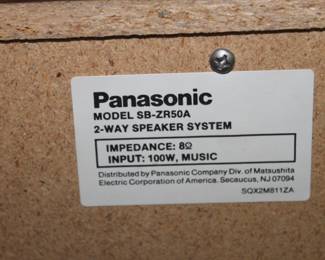 Panasonic
MODEL SB-ZR50A
2-WAY SPEAKER SYSTEM
IMPEDANCE: 8Ω
INPUT: 100W, MUSIC
Distributed by Panasonic Company Div. of Matsushita
Electric Corporation of America. Secaucus, NJ 07094
SQX2M811ZA